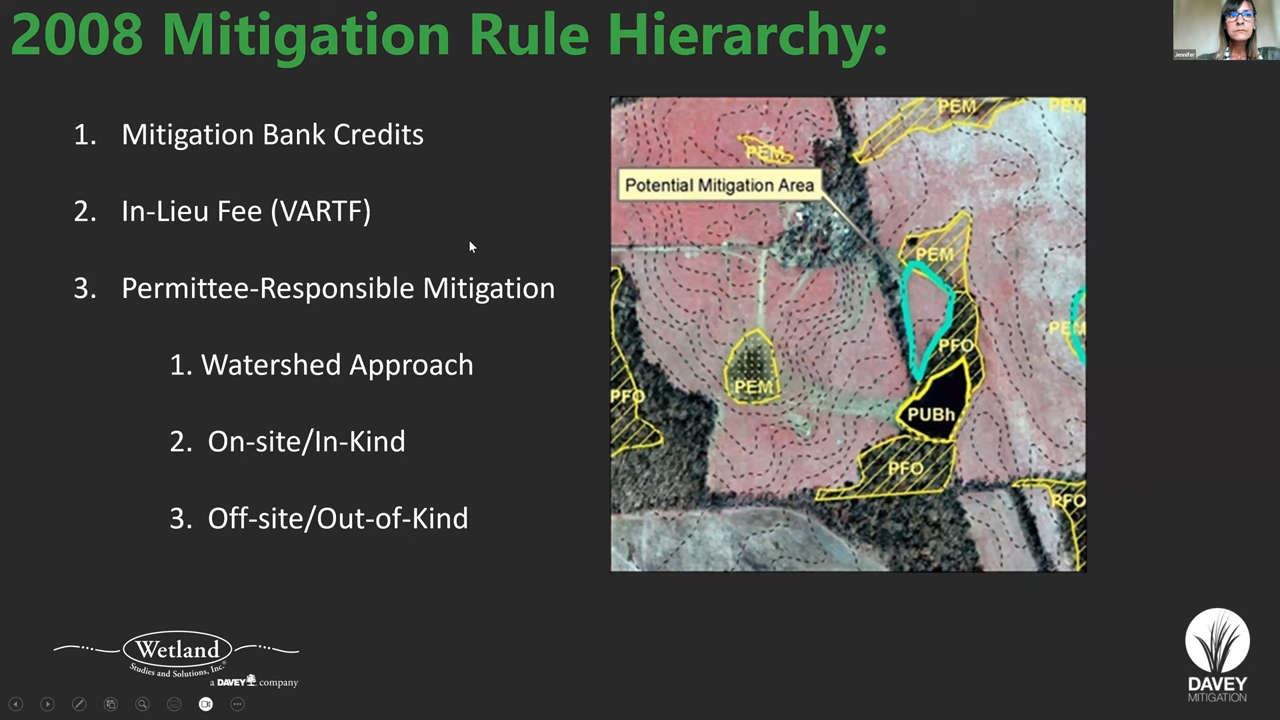 2008 Mitigation Rule Hierarchy:
Jennifer
1. Mitigation Bank Credits
2. In-Lieu Fee (VARTF)
3. Permittee-Responsible Mitigation
1. Watershed Approach
2. On-site/In-Kind
3. Off-site/Out-of-Kind
PEM
PEM
PEM
Potential Mitigation Area
PEM
PEM
PFO
PEM
PFO
PUBh
PFO
PFO
Wetland
Studies and Solutions, Inc.®
a DAVEY company
DAVEY
MITIGATION